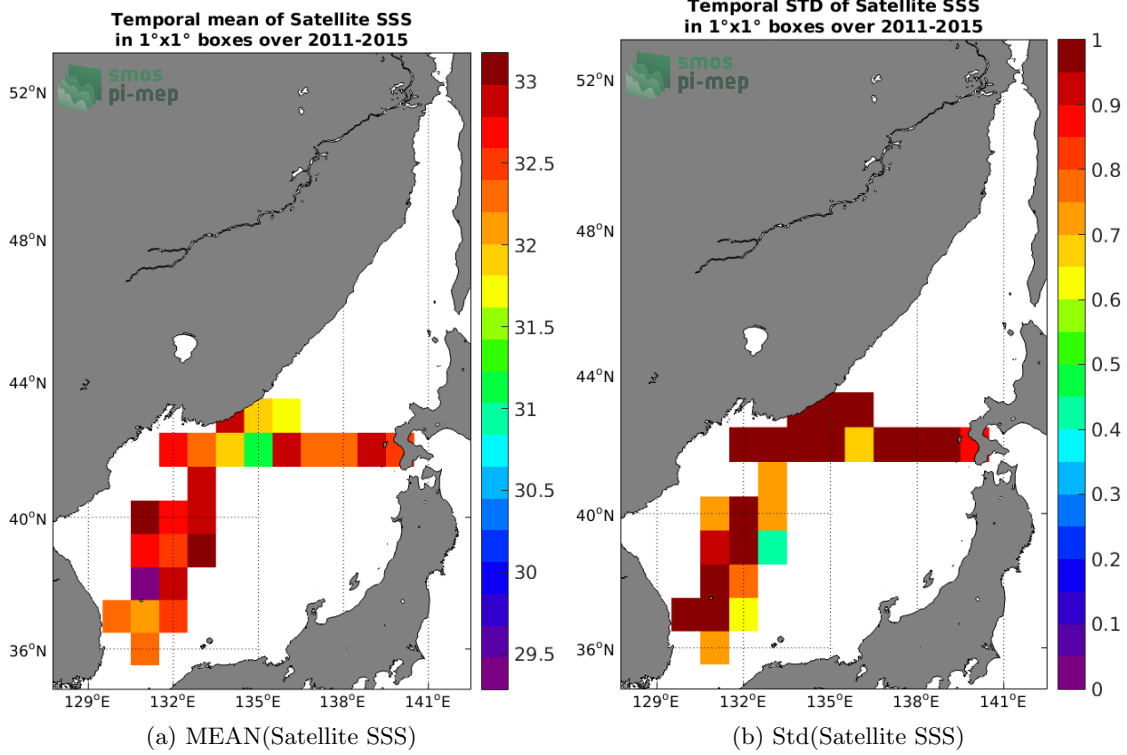 Temporal mean of Satellite SSS
in 1°x1° boxes over 2011-2015
smos
pi-mep
52°N
48°N
44°N
40°N
36°N
129°E 132°E 135°E 138°E 141°E
33
32.5
32
31.5
31
30.5
30
29.5
(a) MEAN(Satellite SSS)
Temporal STD of Satellite SSS
in 1°x1° boxes over 2011-2015
smos
pi-mep
52°N
48°N
44°N
40°N
36°N
129°E 132°E 135°E 138°E 141°E
1
0.9
0.8
0.7
0.6
0.5
0.4
0.3
0.2
0.1
0
(b) Std(Satellite SSS)